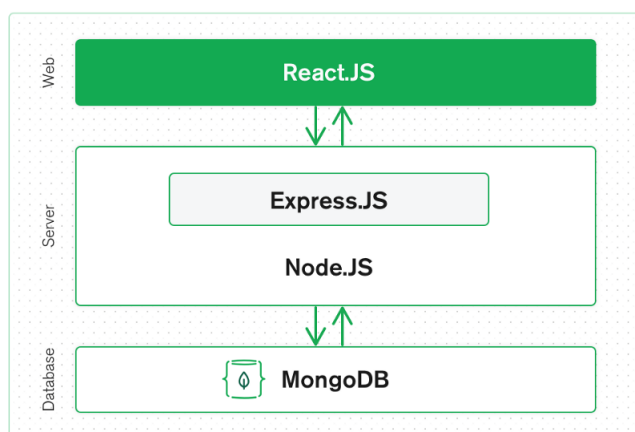 Web
React.JS
Server
Express.JS
Node.JS
Database
MongoDB